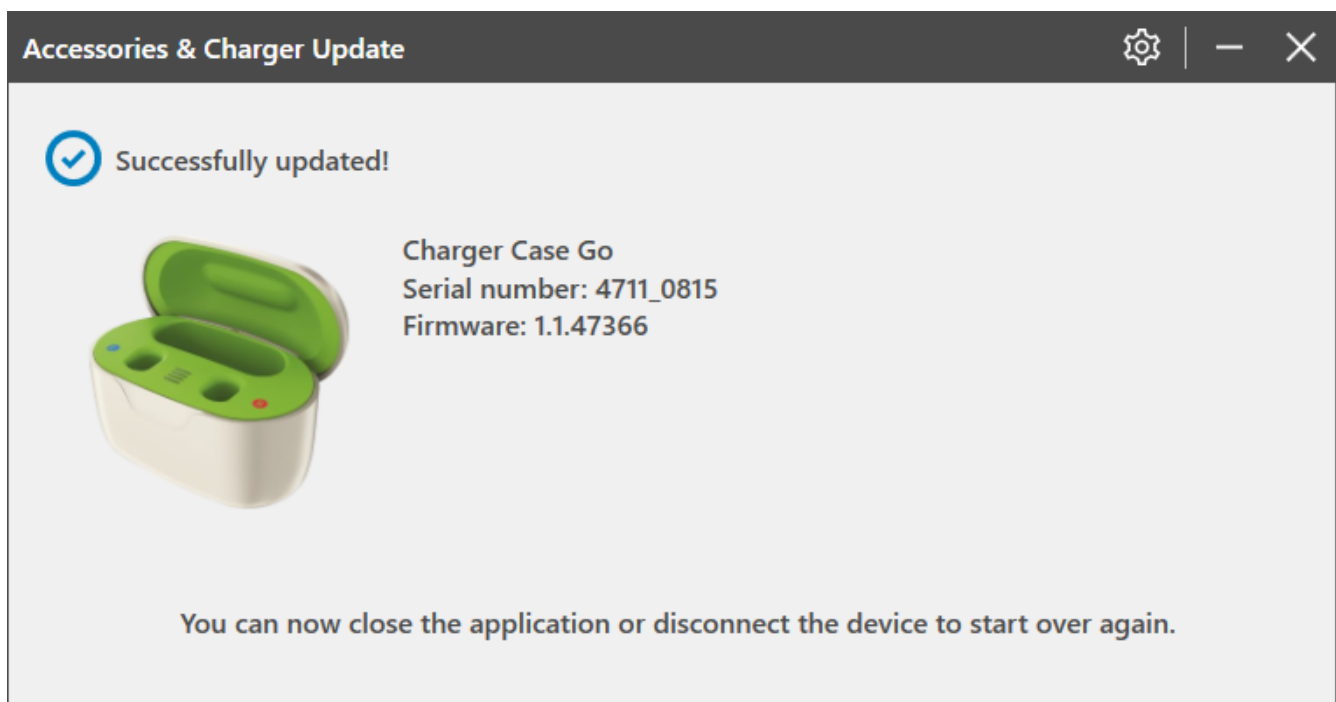 Accessories & Charger Update
Successfully updated!
Charger Case Go
Serial number: 4711_0815
Firmware: 1.1.47366
You can now close the application or disconnect the device to start over again.